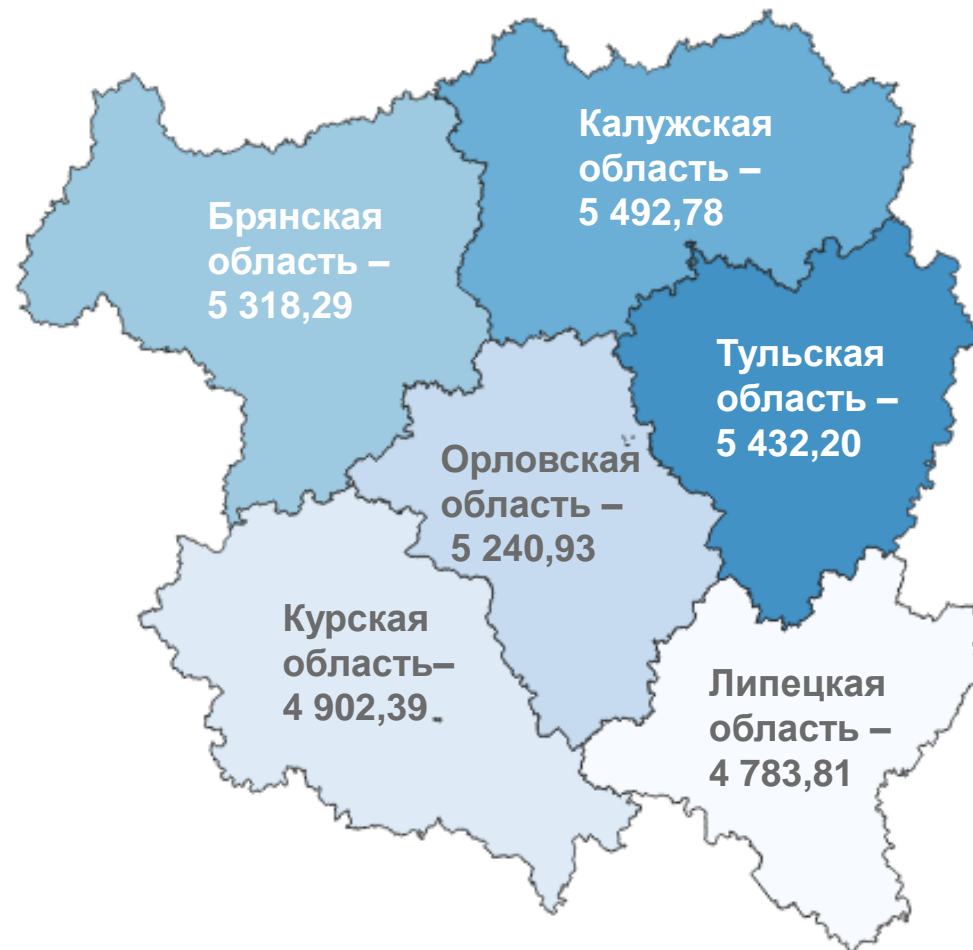 Калужская
область –
5 492,78
Брянская
область –
5 318,29
Тульская
область –
5 432,20
Орловская
область –
5 240,93
Курская
область–
4 902,39
Липецкая
область –
4 783,81